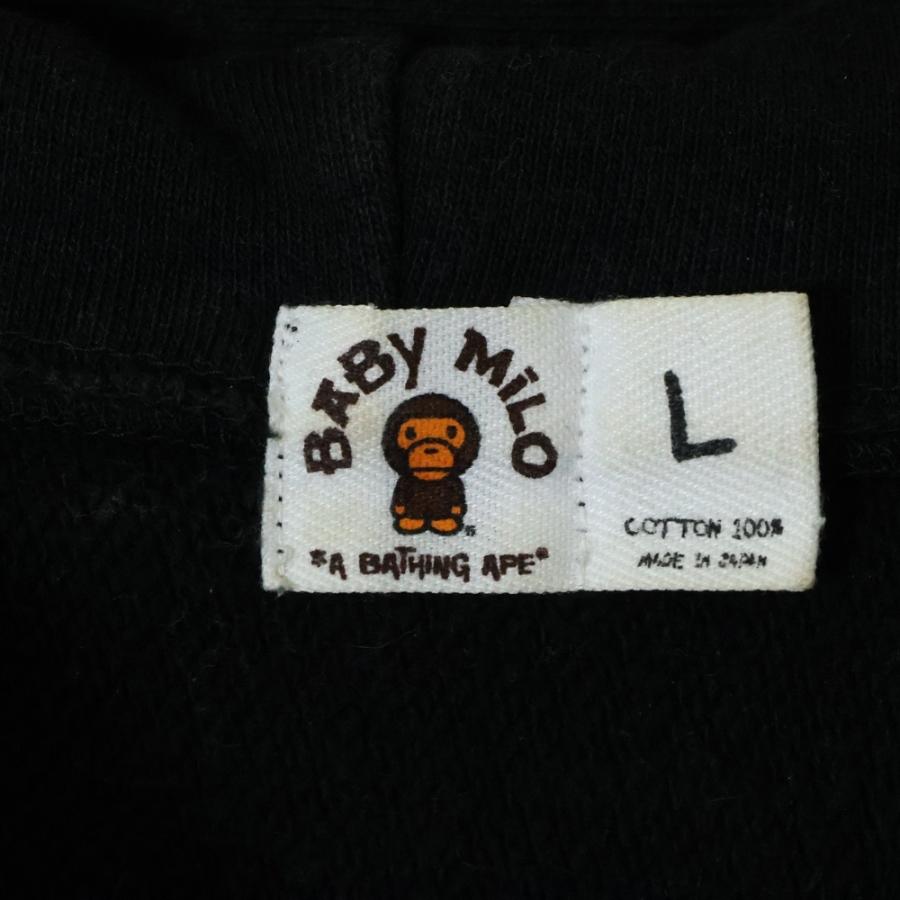 BABY MiLO
*A BATHING APE*
L
COTTON 100%
MADE IN JAPAN